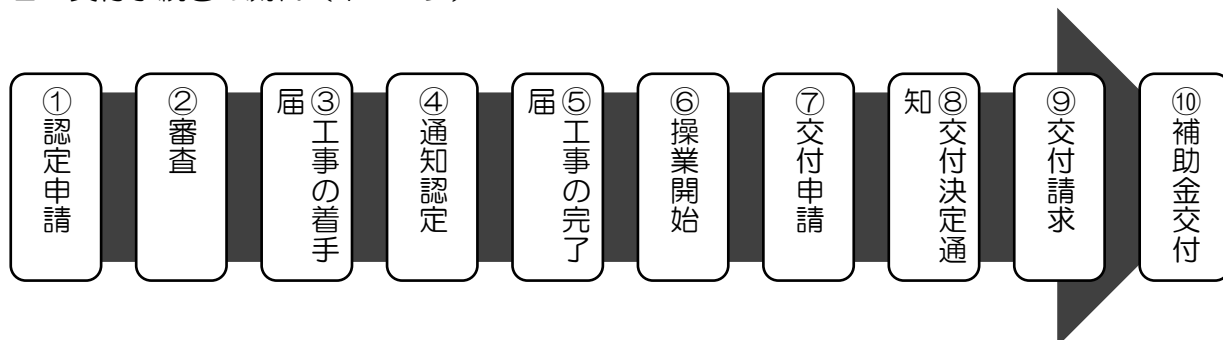 ①認定申請
②審査
③工事の着手
届
④通知認定
⑤工事の完了
届
⑥操業開始
⑦交付申請
⑧交付決定通
知
⑨交付請求
⑩補助金交付